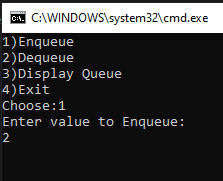 C:\WINDOWS\system32\cmd.exe
1)Enqueue
2)Dequeue
3)Display Queue
4)Exit
Choose:1
Enter value to Enqueue:
2